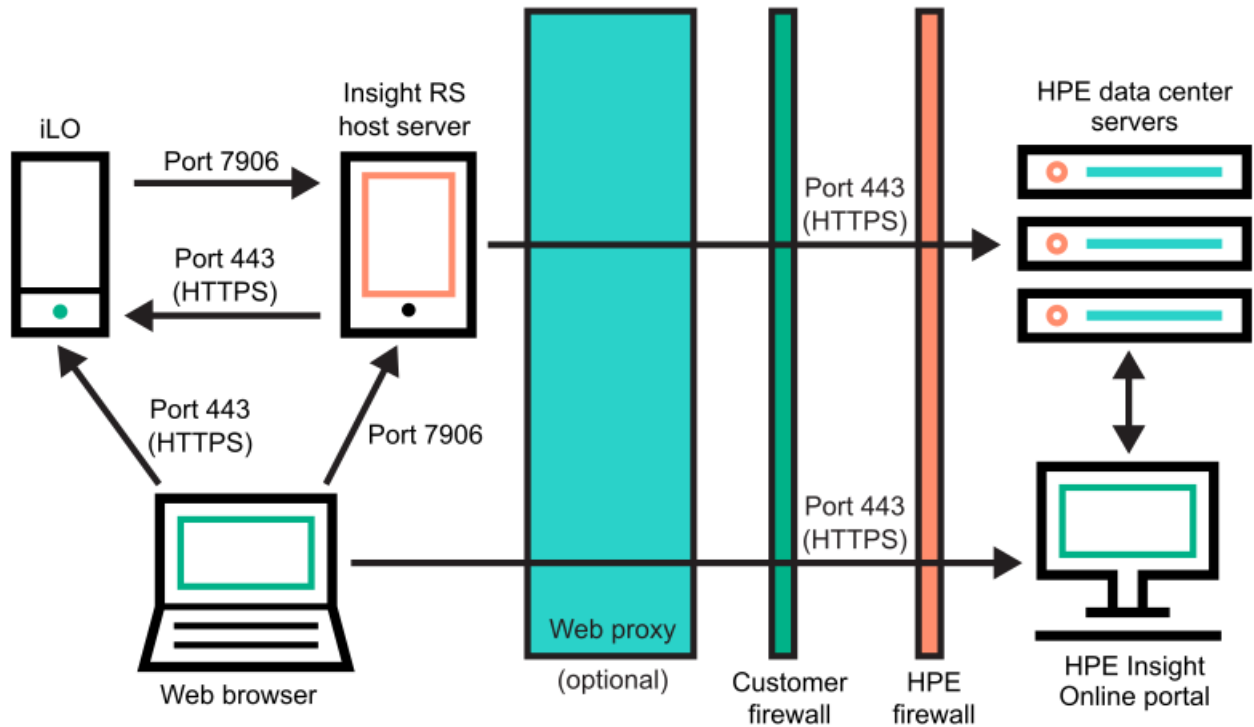 iLO
Insight RS
host server
HPE data center
servers
Port 7906
Port 443
(HTTPS)
Port 443
(HTTPS)
Port 443
(HTTPS)
Port 7906
Port 443
(HTTPS)
Web browser
Web proxy
(optional)
Customer
firewall
HPE
firewall
HPE Insight
Online portal